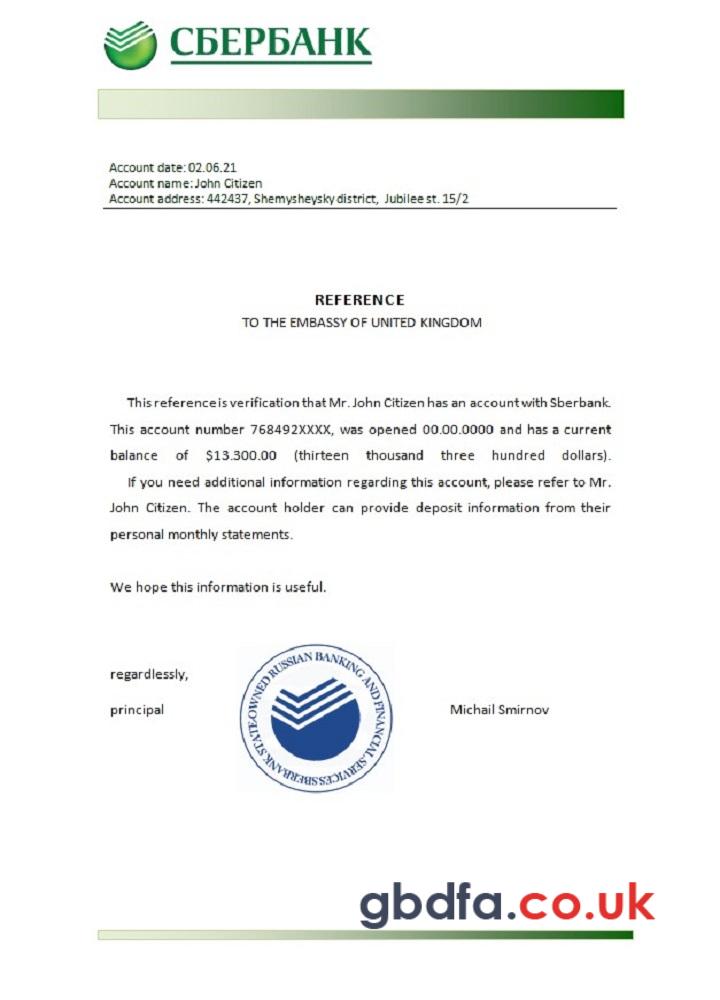 СБЕРБАНК
Account date: 02.06.21
Account name: John Citizen
Account address: 442437, Shemysheysky district, Jubilee st. 15/2
REFERENCE
TO THE EMBASSY OF UNITED KINGDOM
This reference is verification that Mr. John Citizen has an account with Sberbank.
This account number 768492XXXX, was opened 00.00.0000 and has a current
balance of $13.300.00 (thirteen thousand three hundred dollars).
If you need additional information regarding this account, please refer to Mr.
John Citizen. The account holder can provide deposit information from their
personal monthly statements.
We hope this information is useful.
regardlessly,
principal
SBERBANK STATE-OWNED RUSSIAN BANKING AND FINANCIAL SERVICES
Michail Smirnov
gbdfa.co.uk